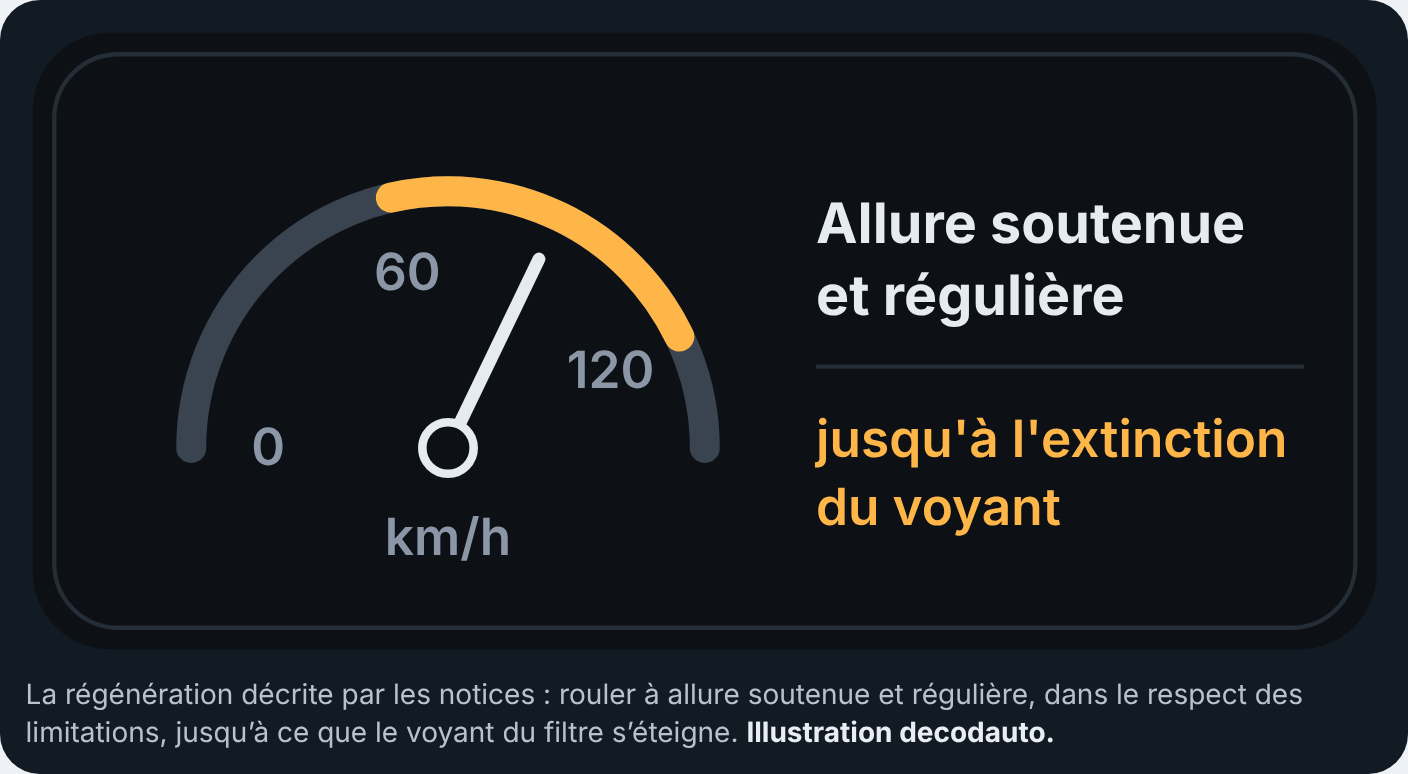 60
120
0
km/h
Allure soutenue
et régulière
jusqu'à l'extinction
du voyant
La régénération décrite par les notices : rouler à allure soutenue et régulière, dans le respect des
limitations, jusqu’à ce que le voyant du filtre s’éteigne. Illustration decodauto.